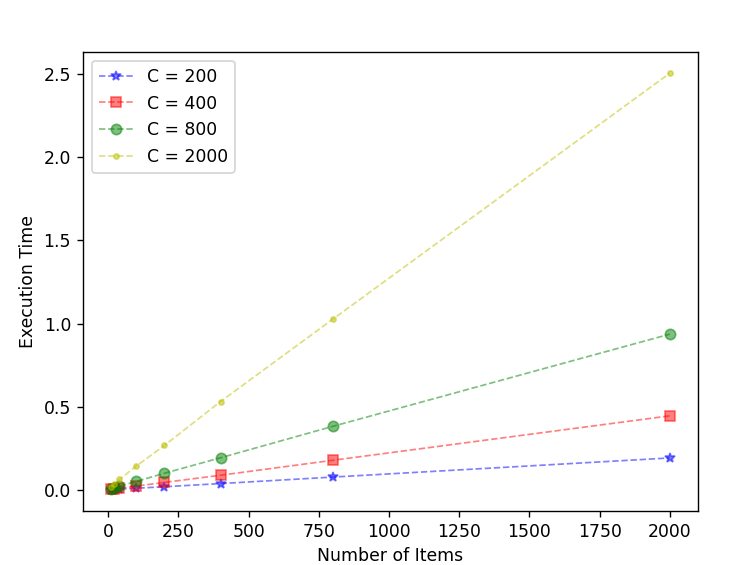 C = 200
C = 400
C = 800
C = 2000
Execution Time
2.5
2.0
1.5
1.0
0.5
0.0
0 250 500 750 1000 1250 1500 1750 2000
Number of Items